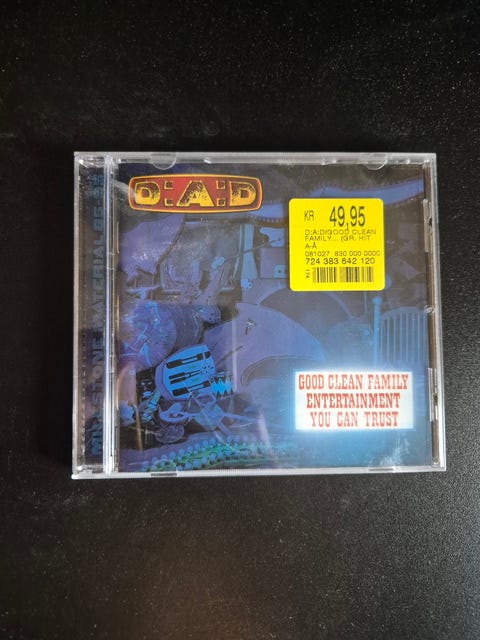 D:A:D
KR 49.95
D:A:D/GOOD CLEAN
FAMILY... (GR. HIT
A-Å
081027 830 000 0000
724 383 642 120
GOOD CLEAN FAMILY
ENTERTAINMENT
YOU CAN TRUST